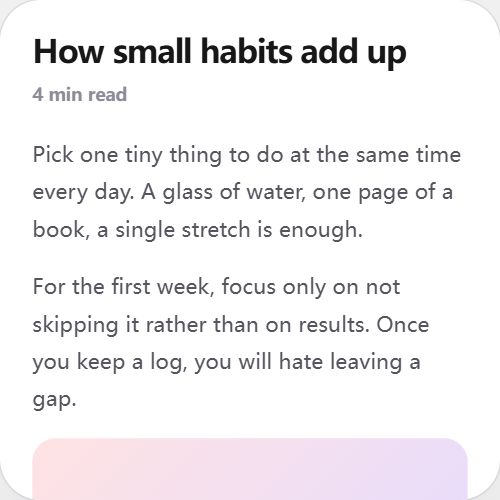 How small habits add up
4 min read
Pick one tiny thing to do at the same time
every day. A glass of water, one page of a
book, a single stretch is enough.
For the first week, focus only on not
skipping it rather than on results. Once
you keep a log, you will hate leaving a
gap.